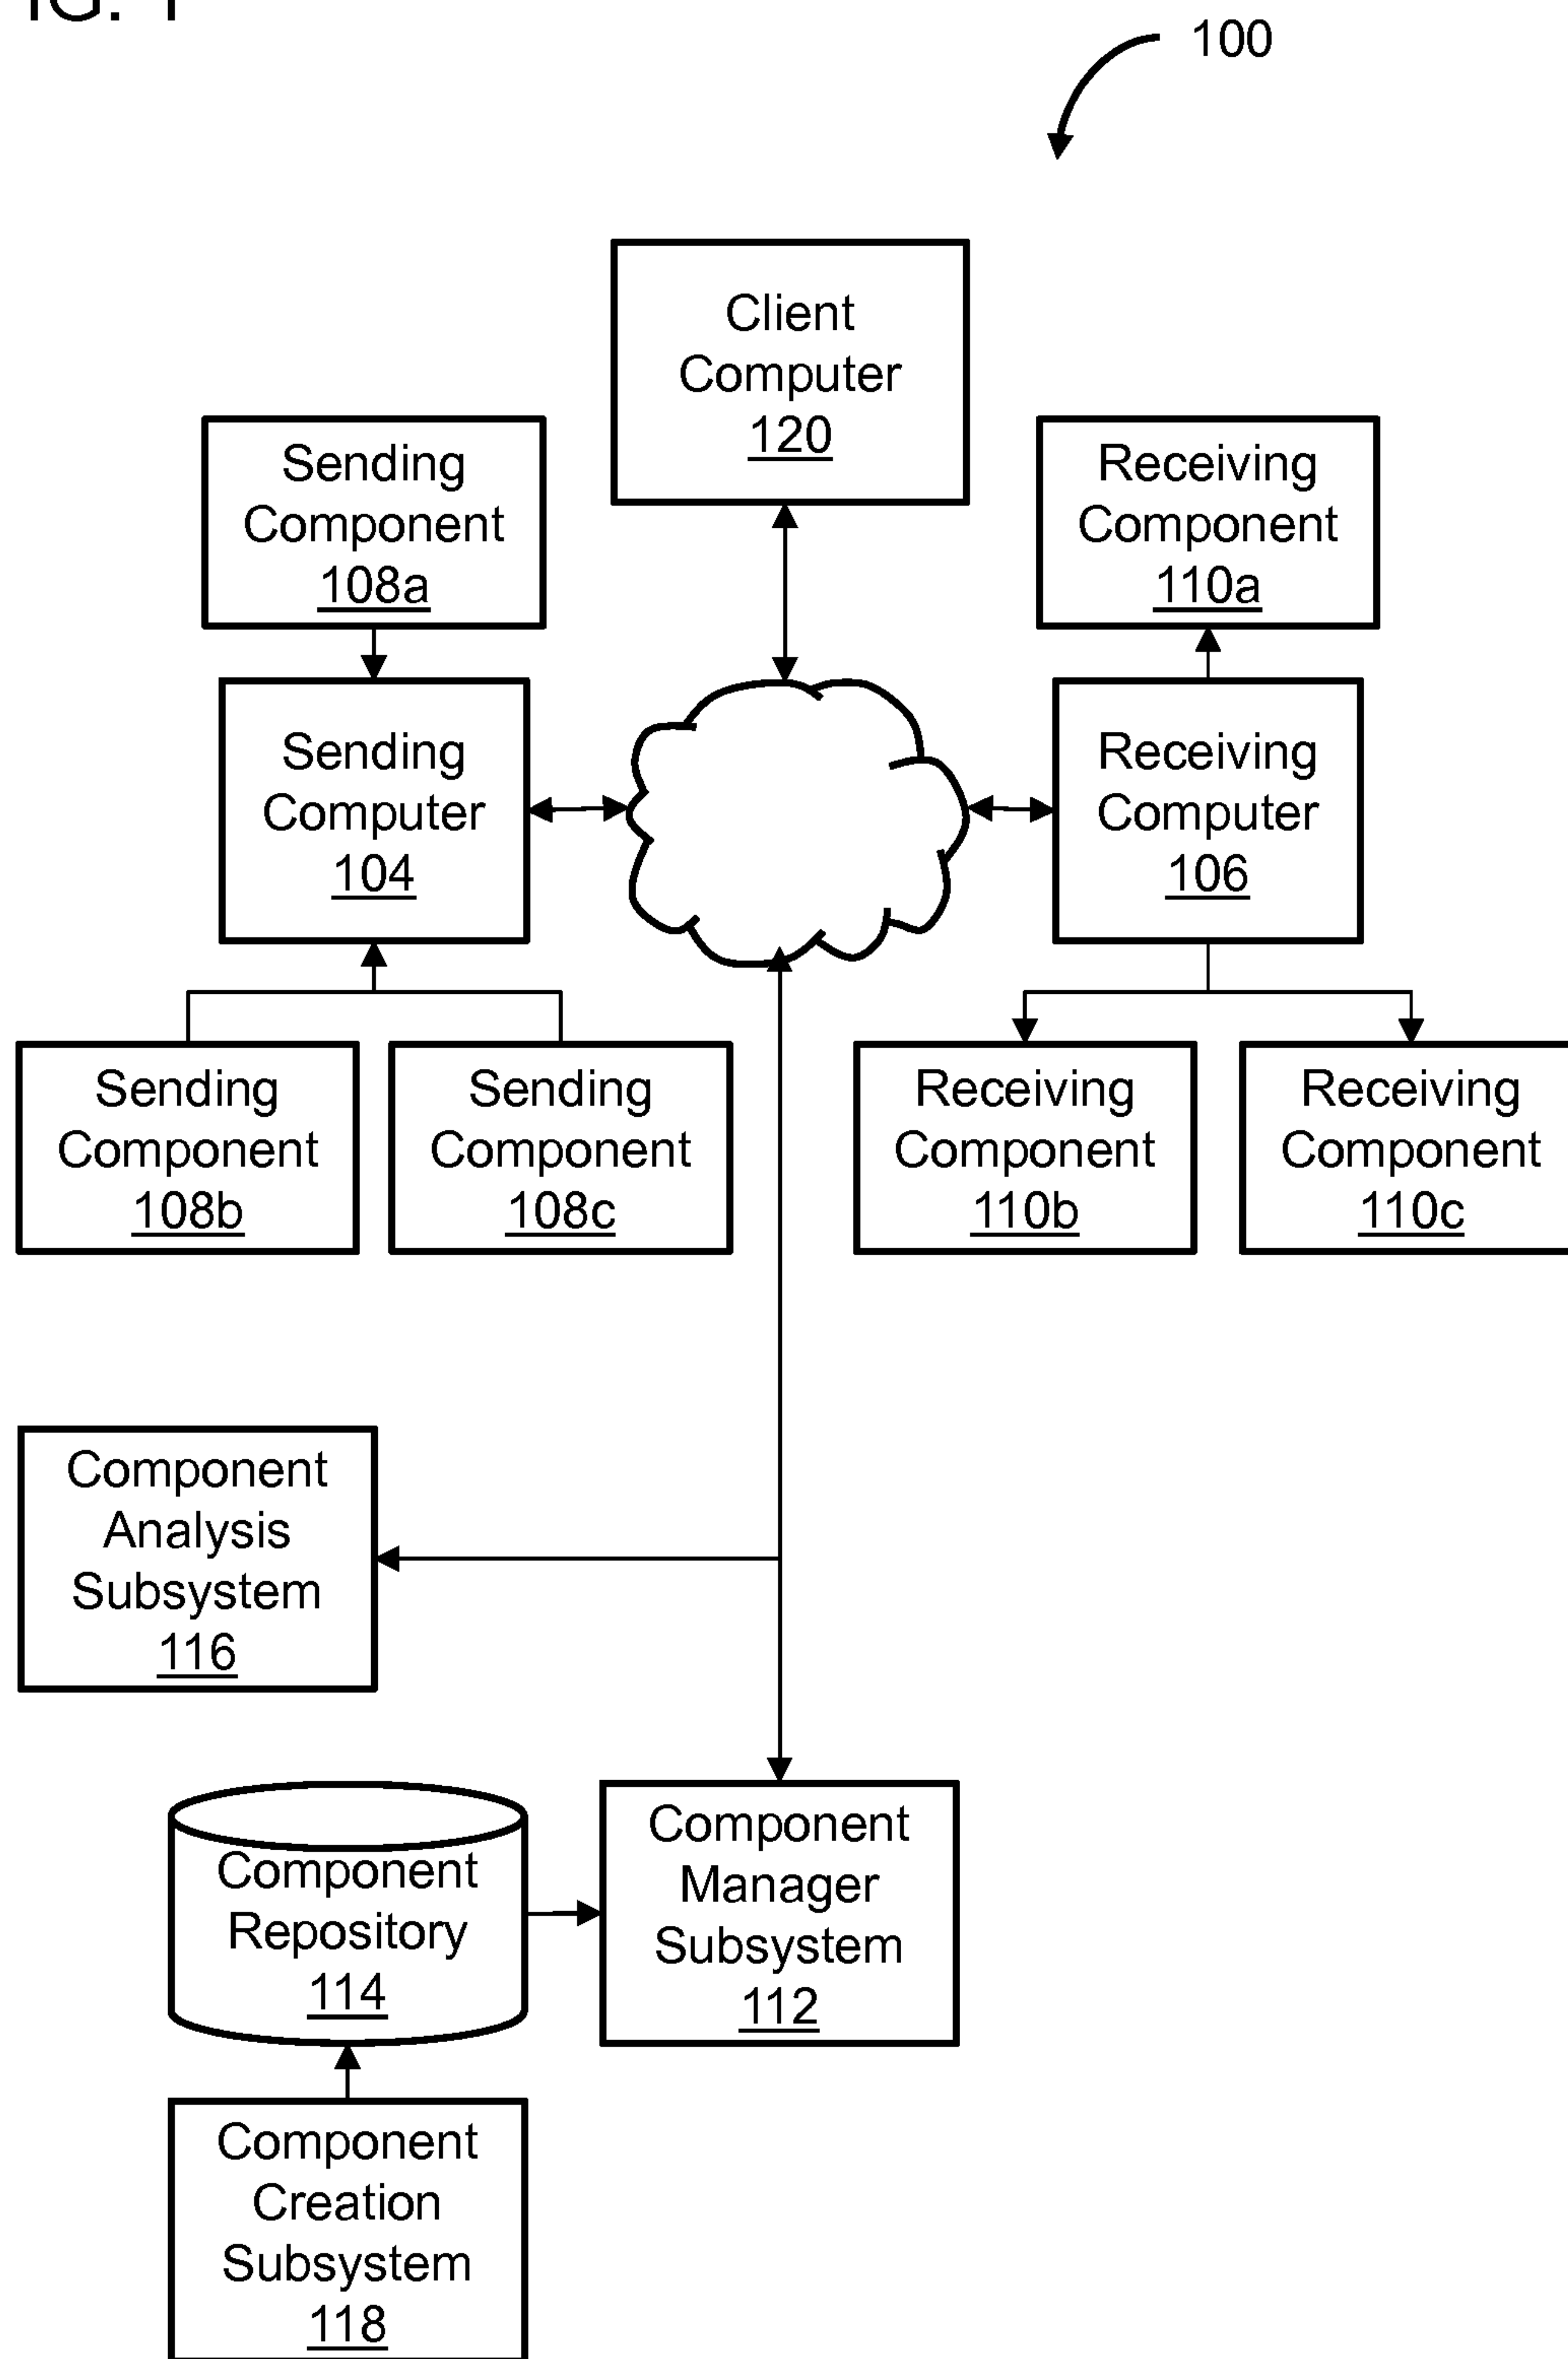 FIG. 1
100
Client
Computer
120
Sending
Component
108a
Receiving
Component
110a
Sending
Computer
104
Receiving
Computer
106
Sending
Component
108b
Sending
Component
108c
Receiving
Component
110b
Receiving
Component
110c
Component
Analysis
Subsystem
116
Component
Repository
114
Component
Manager
Subsystem
112
Component
Creation
Subsystem
118